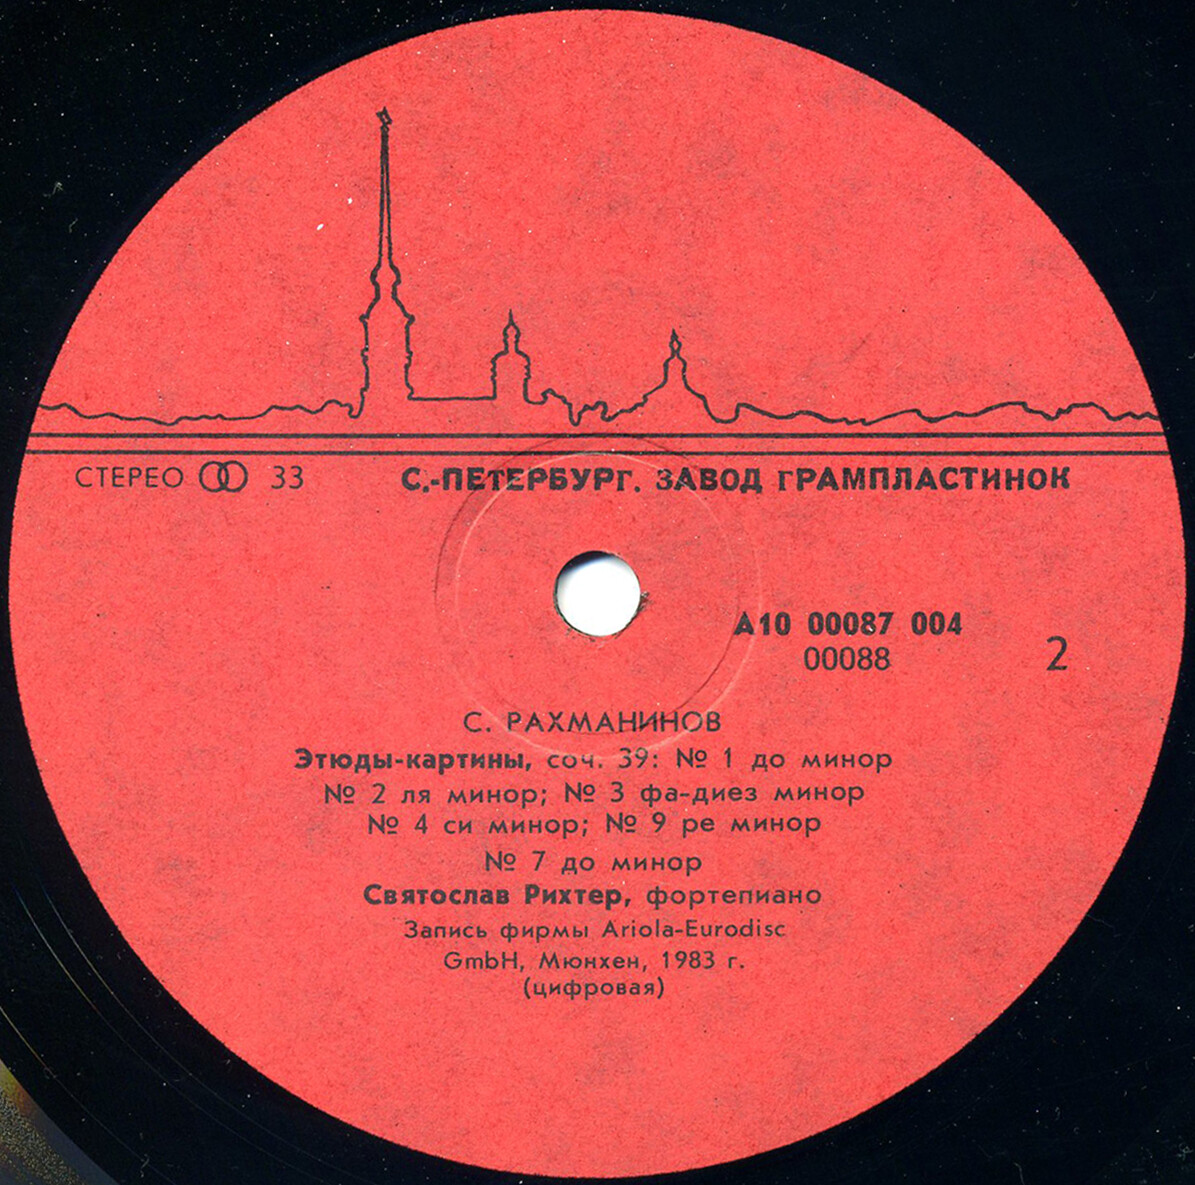 СТЕРЕО 33 С.-ПЕТЕРБУРГ. ЗАВОД ГРАМПЛАСТИНОК
А10 00087 004
00088 2
С. РАХМАНИНОВ
Этюды-картины, соч. 39: № 1 до минор
№ 2 ля минор; № 3 фа-диез минор
№ 4 си минор; № 9 ре минор
№ 7 до минор
Святослав Рихтер, фортепиано
Запись фирмы Ariola-Eurodisc
GmbH, Мюнхен, 1983 г.
(цифровая)